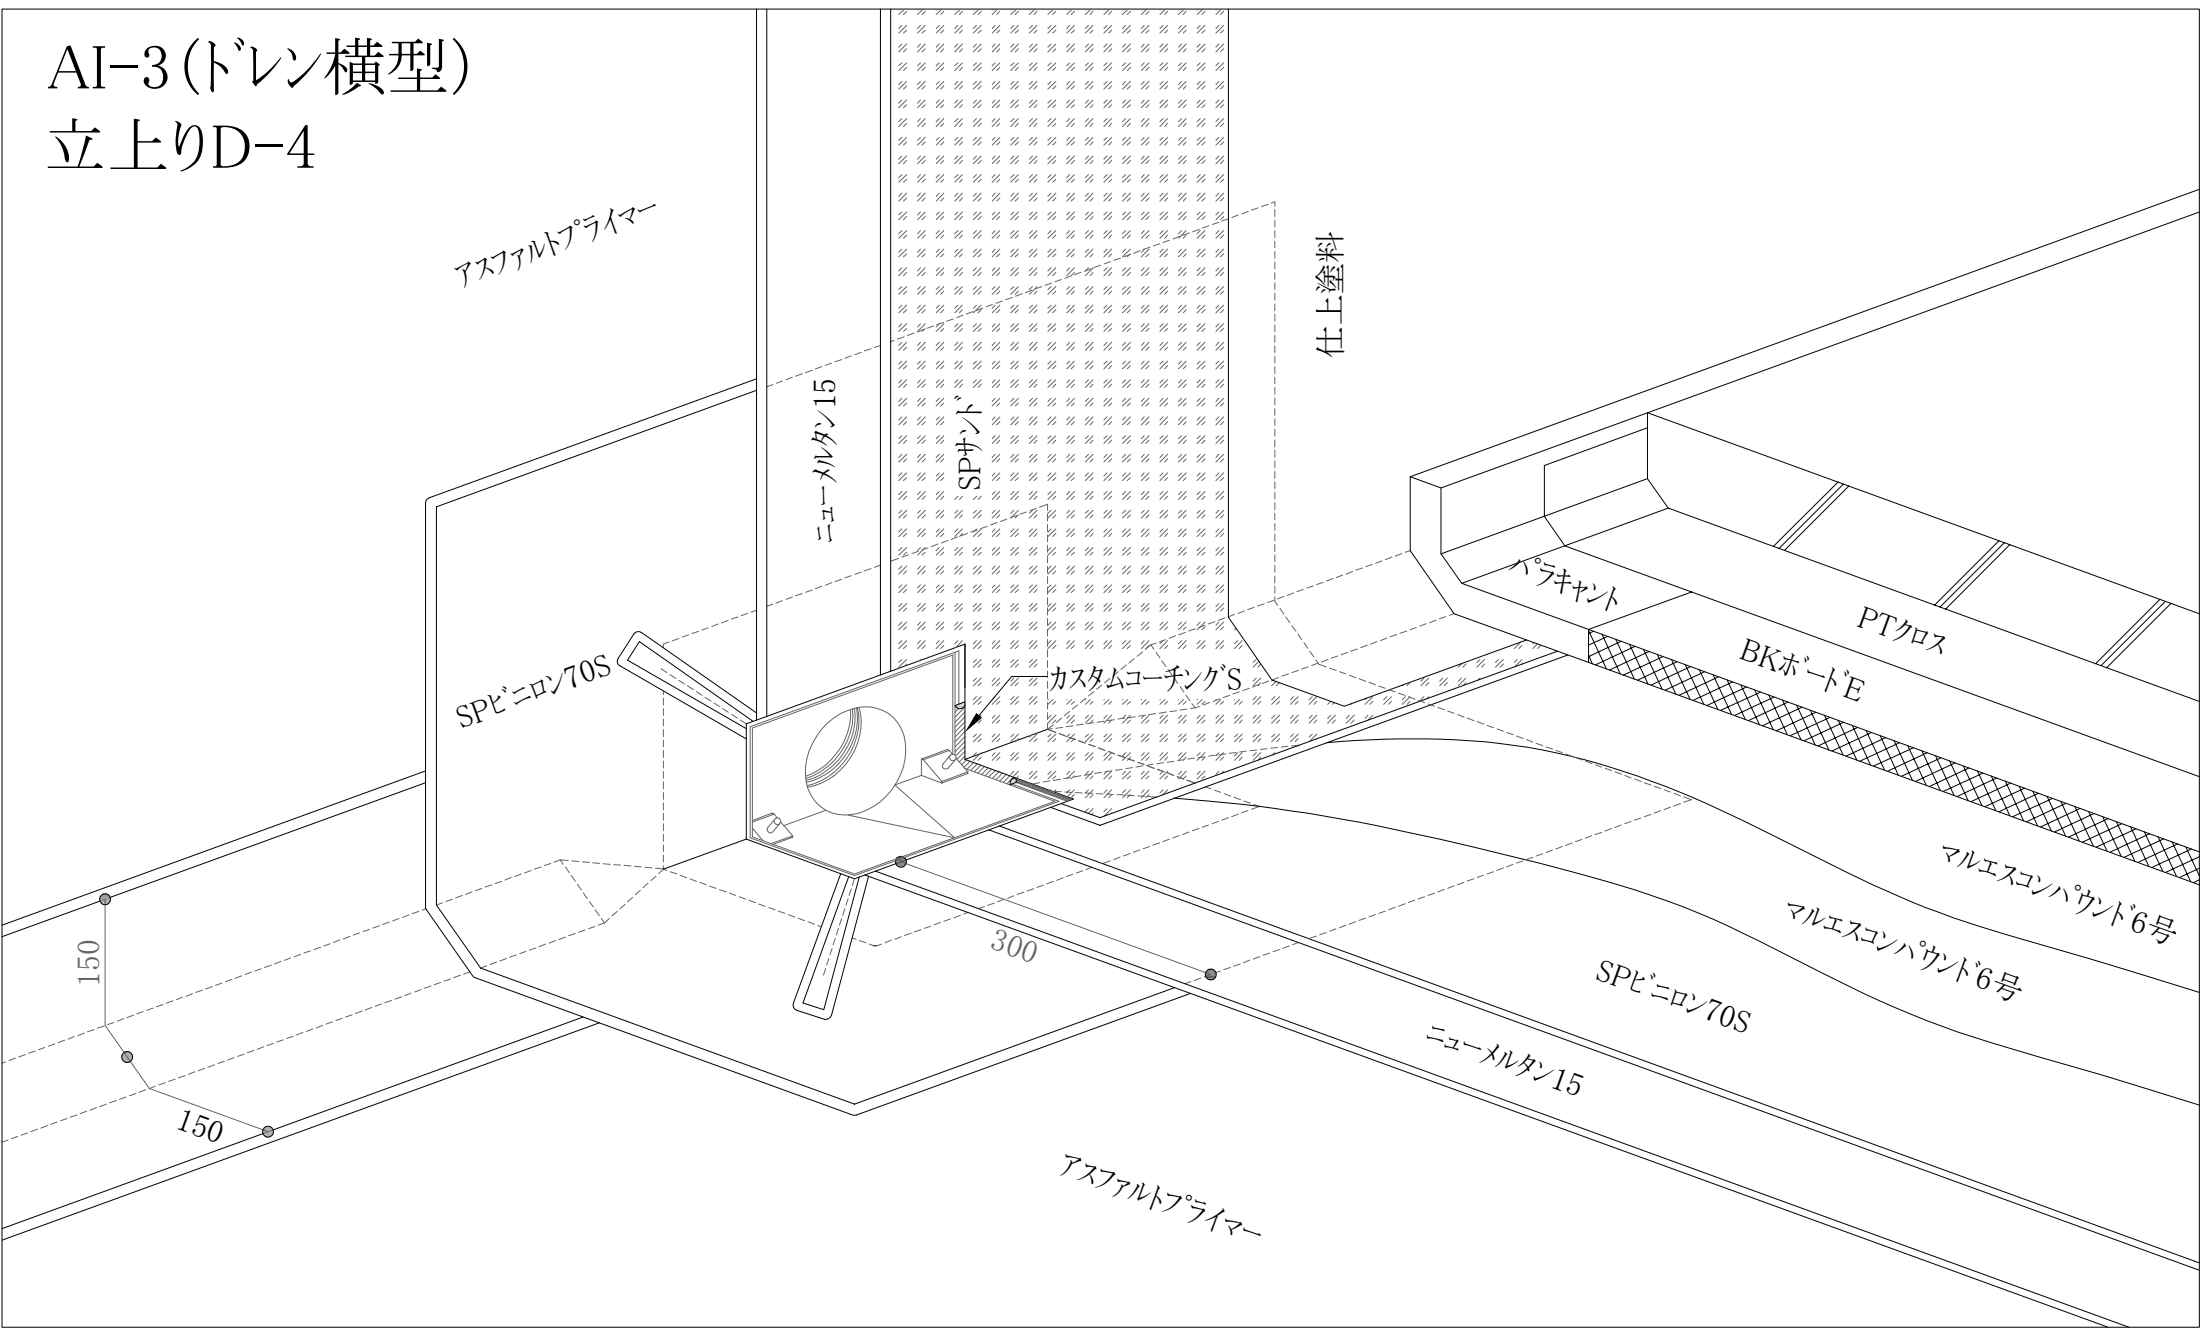 AI-3(ドレン横型)
立上りD-4
アスファルトプライマー
仕上塗料
ニューメルタン15
SPサンド
SPビニロン70S
カスタムコーチングS
パラキャント
PTクロス
BKボードE
マルエスコンパウンド6号
マルエスコンパウンド6号
SPビニロン70S
ニューメルタン15
300
150
150
アスファルトプライマー